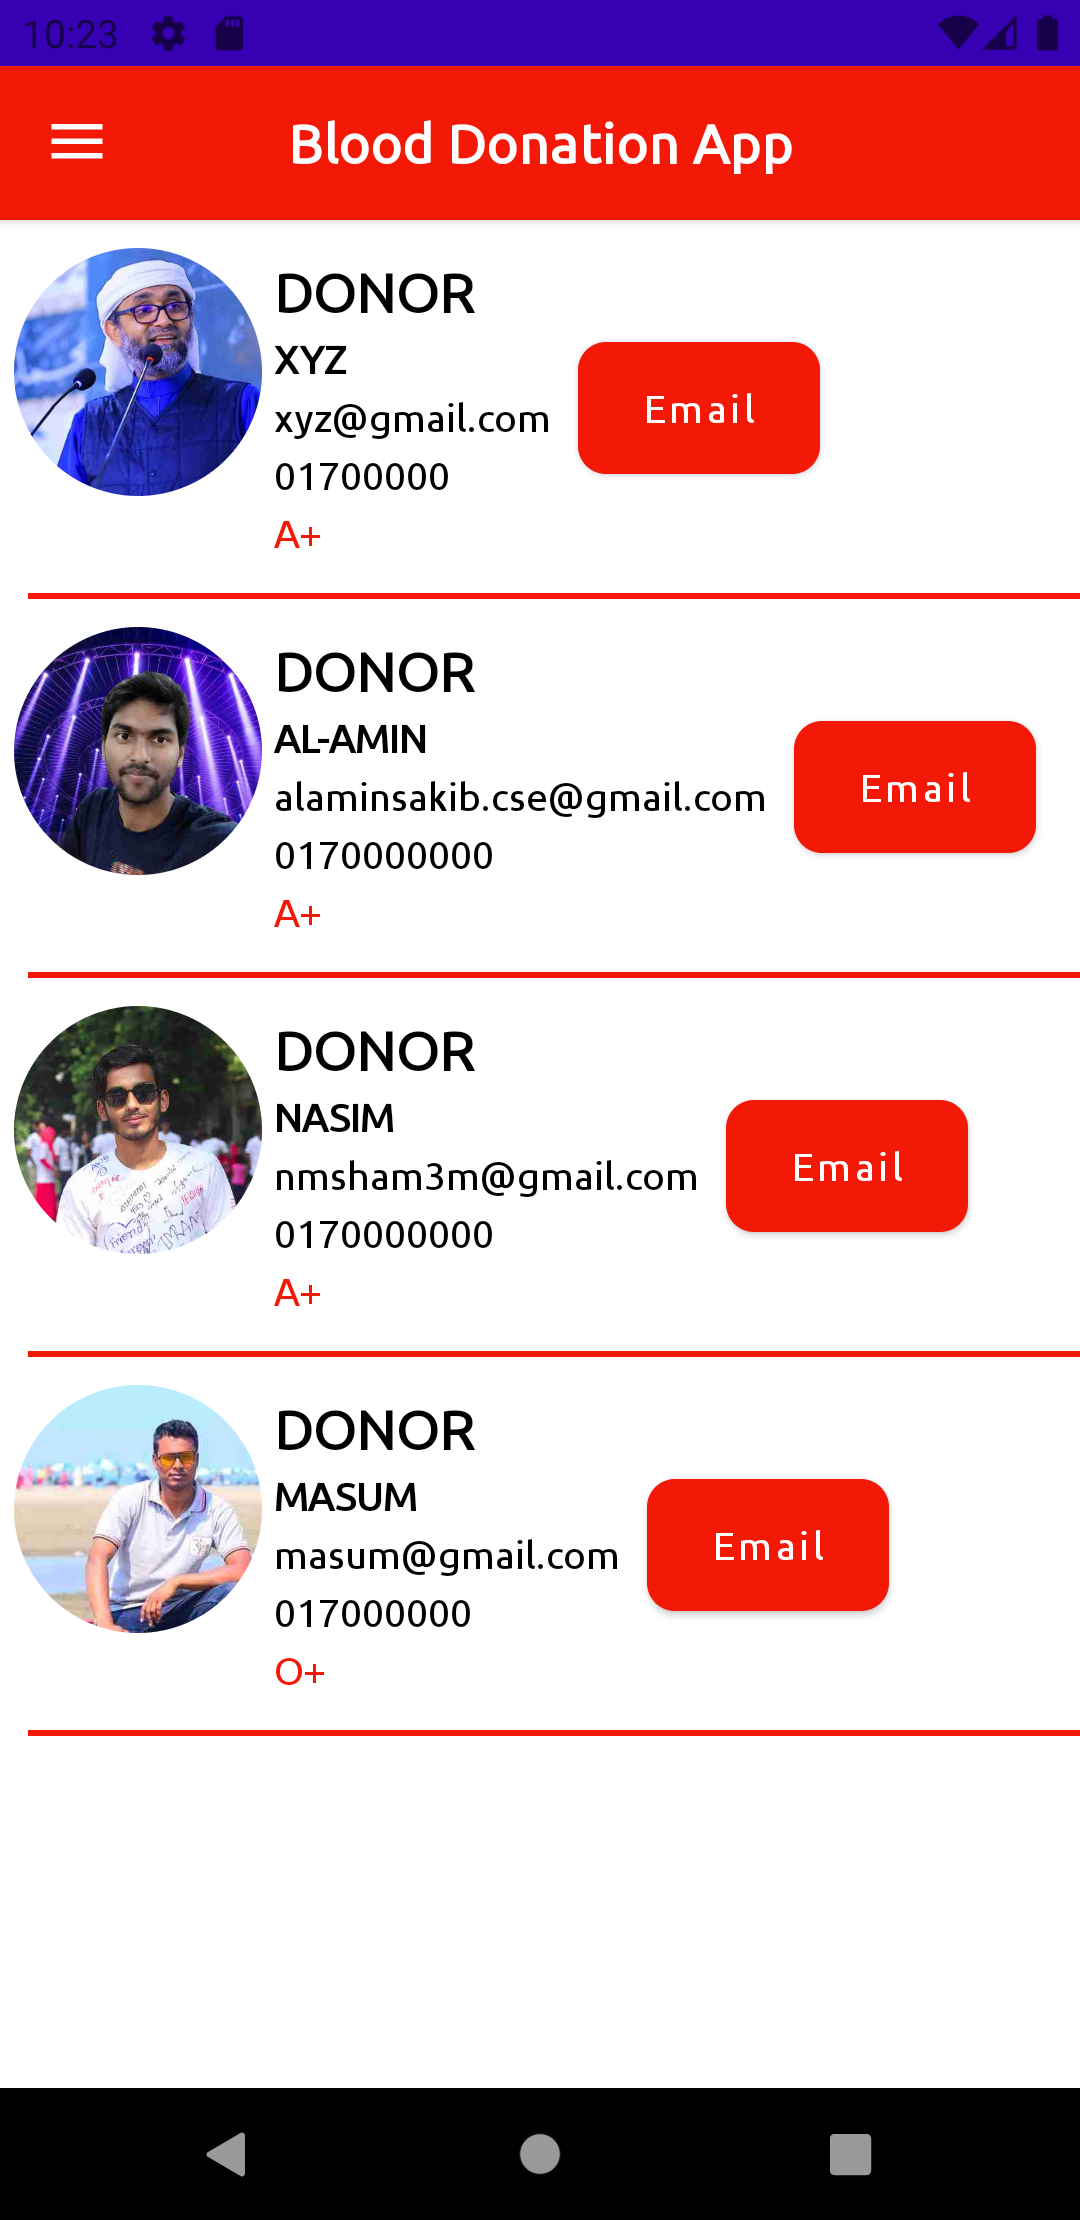 10:23
Blood Donation App
DONOR
XYZ
xyz@gmail.com
Email
01700000
A+
DONOR
AL-AMIN
alaminsakib.cse@gmail.com
Email
0170000000
A+
DONOR
NASIM
nmsham3m@gmail.com
Email
0170000000
A+
DONOR
MASUM
masum@gmail.com
Email
017000000
O+